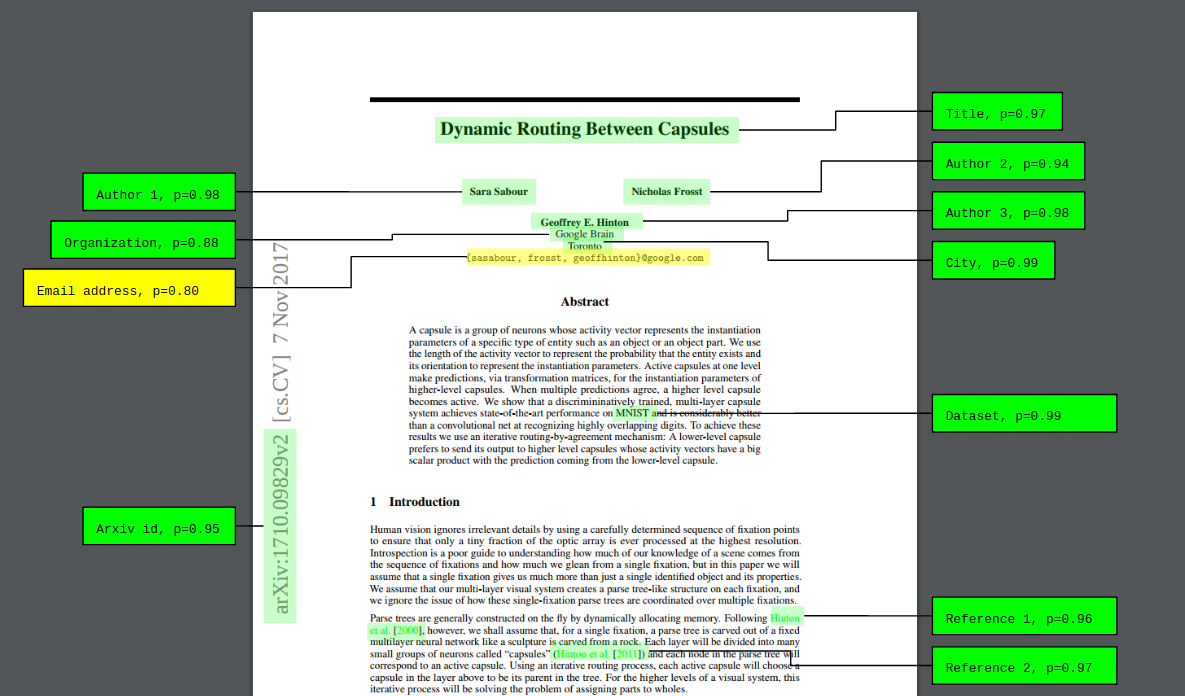 Dynamic Routing Between Capsules
Title, p=0.97
Author 2, p=0.94
Author 1, p=0.98
Sara Sabour
Nicholas Frosst
Author 3, p=0.98
Geoffrey E. Hinton
Organization, p=0.88
Google Brain
Toronto
City, p=0.99
{sasabour, frosst, geoffhinton}@google.com
Email address, p=0.80
Abstract
A capsule is a group of neurons whose activity vector represents the instantiation
parameters of a specific type of entity such as an object or an object part. We use
the length of the activity vector to represent the probability that the entity exists and
its orientation to represent the instantiation parameters. Active capsules at one level
make predictions, via transformation matrices, for the instantiation parameters of
higher-level capsules. When multiple predictions agree, a higher level capsule
becomes active. We show that a discrimininatively trained, multi-layer capsule
system achieves state-of-the-art performance on MNIST and is considerably better
than a convolutional net at recognizing highly overlapping digits. To achieve these
results we use an iterative routing-by-agreement mechanism: A lower-level capsule
prefers to send its output to higher level capsules whose activity vectors have a big
scalar product with the prediction coming from the lower-level capsule.
Dataset, p=0.99
arXiv:1710.09829v2 [cs.CV] 7 Nov 2017
Arxiv id, p=0.95
1 Introduction
Human vision ignores irrelevant details by using a carefully determined sequence of fixation points
to ensure that only a tiny fraction of the optic array is ever processed at the highest resolution.
Introspection is a poor guide to understanding how much of our knowledge of a scene comes from
the sequence of fixations and how much we glean from a single fixation, but in this paper we will
assume that a single fixation gives us much more than just a single identified object and its properties.
We assume that our multi-layer visual system creates a parse tree-like structure on each fixation, and
we ignore the issue of how these single-fixation parse trees are coordinated over multiple fixations.
Parse trees are generally constructed on the fly by dynamically allocating memory. Following Hinton
et al. [2000], however, we shall assume that, for a single fixation, a parse tree is carved out of a fixed
multilayer neural network like a sculpture is carved from a rock. Each layer will be divided into many
small groups of neurons called “capsules” (Hinton et al. [2011]) and each node in the parse tree will
correspond to an active capsule. Using an iterative routing process, each active capsule will choose a
capsule in the layer above to be its parent in the tree. For the higher levels of a visual system, this
iterative process will be solving the problem of assigning parts to wholes.
Reference 1, p=0.96
Reference 2, p=0.97